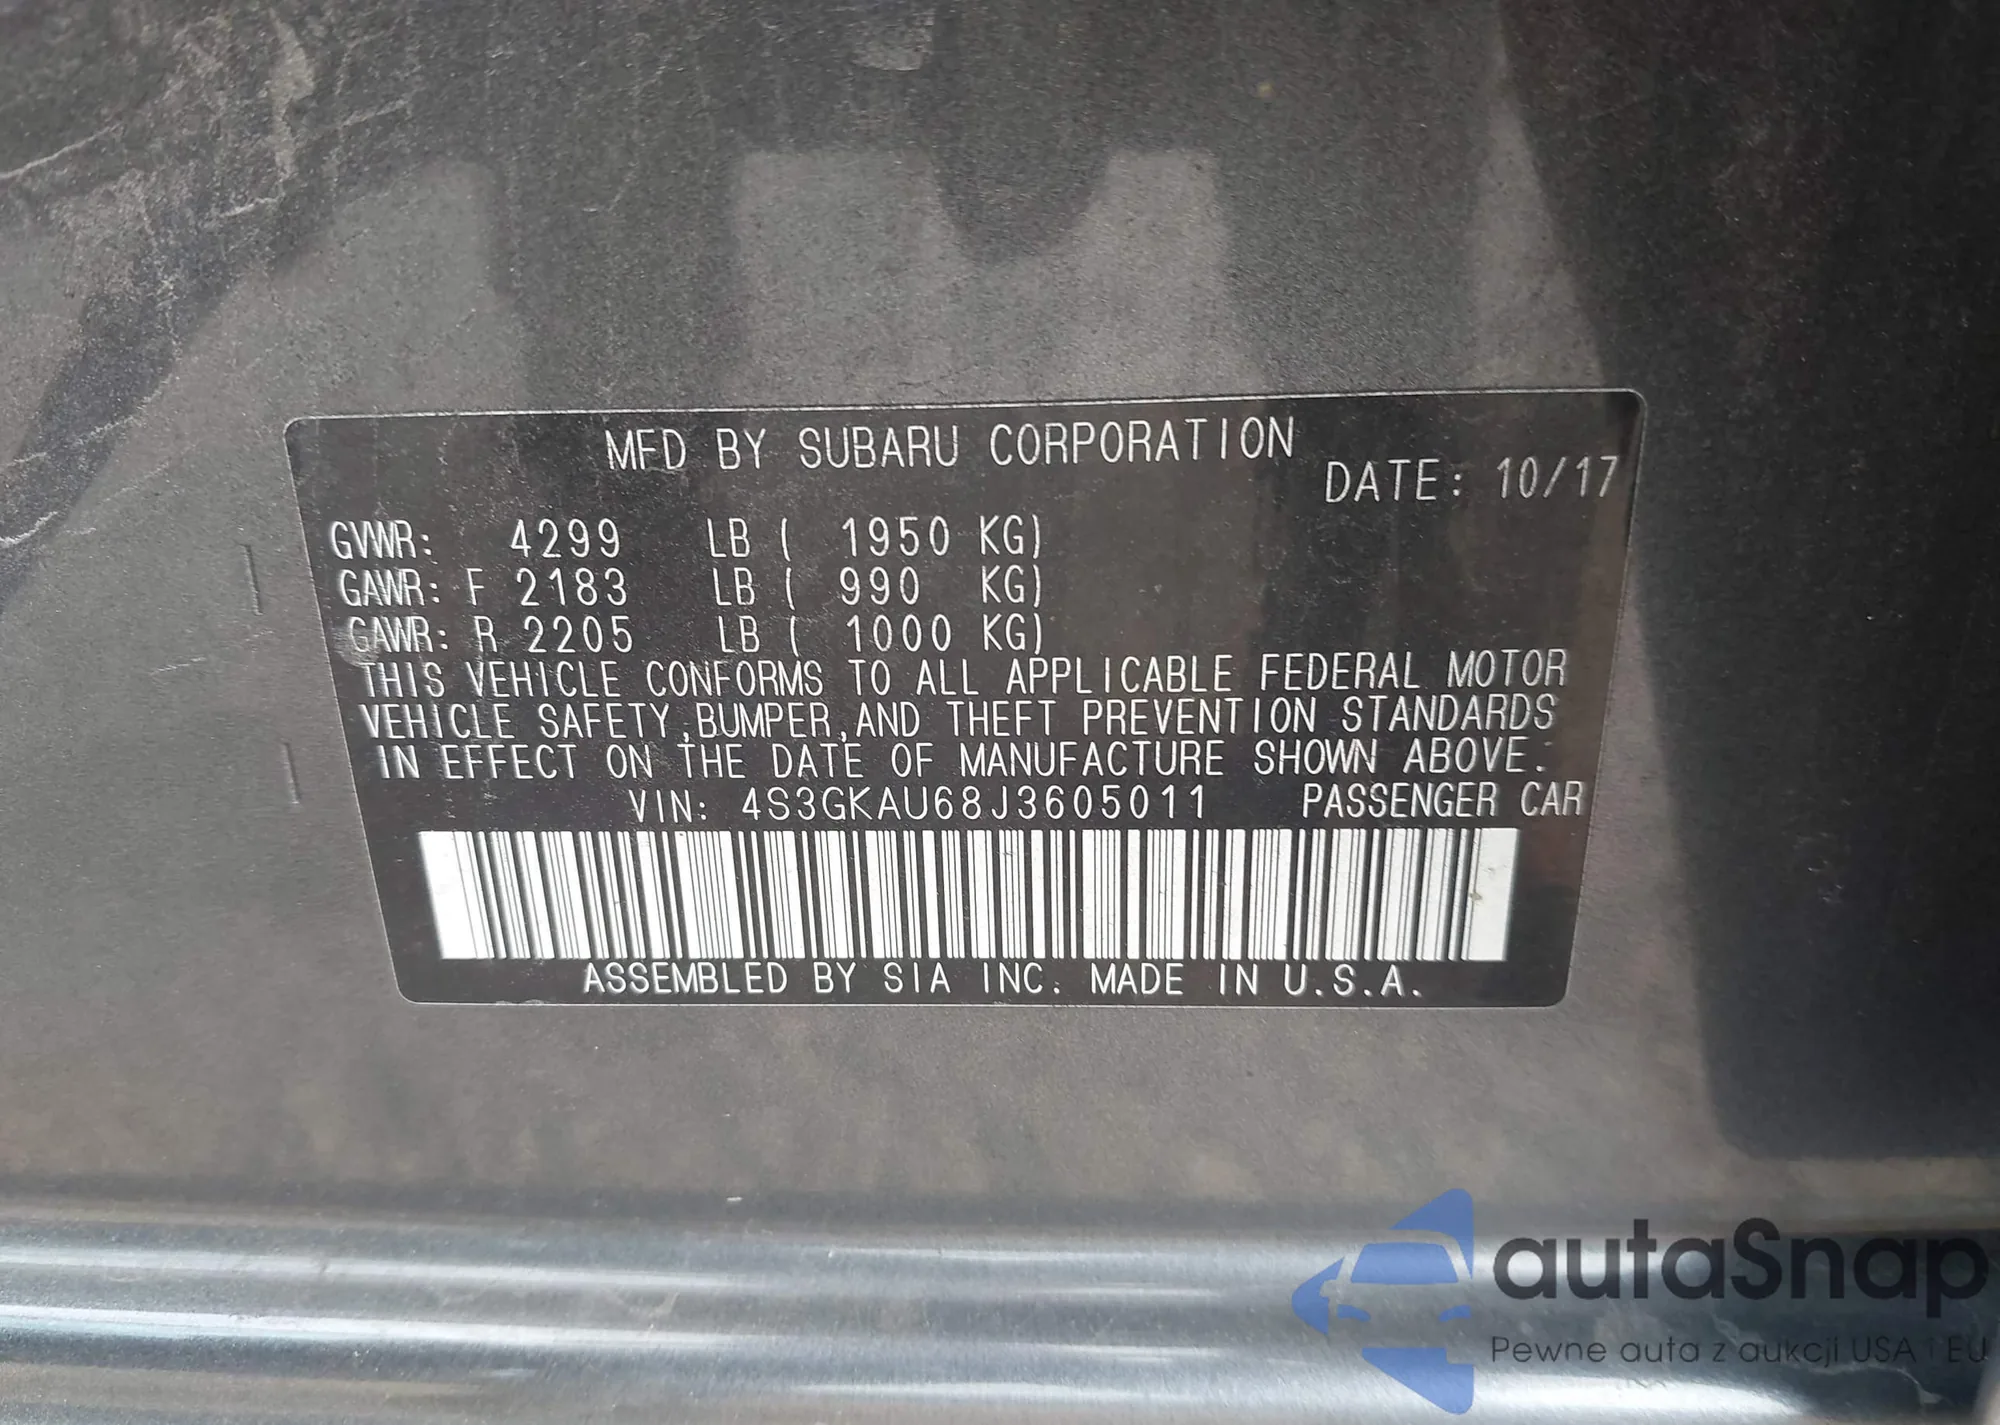 MFD BY SUBARU CORPORATION
DATE: 10/17
GVWR: 4299 LB ( 1950 KG)
GAWR: F 2183 LB ( 990 KG)
GAWR: R 2205 LB ( 1000 KG)
THIS VEHICLE CONFORMS TO ALL APPLICABLE FEDERAL MOTOR
VEHICLE SAFETY,BUMPER,AND THEFT PREVENTION STANDARDS
IN EFFECT ON THE DATE OF MANUFACTURE SHOWN ABOVE.
VIN: 4S3GKAU68J3605011 PASSENGER CAR
ASSEMBLED BY SIA INC. MADE IN U.S.A.
autaSnap
Pewne auta z aukcji USA i EU